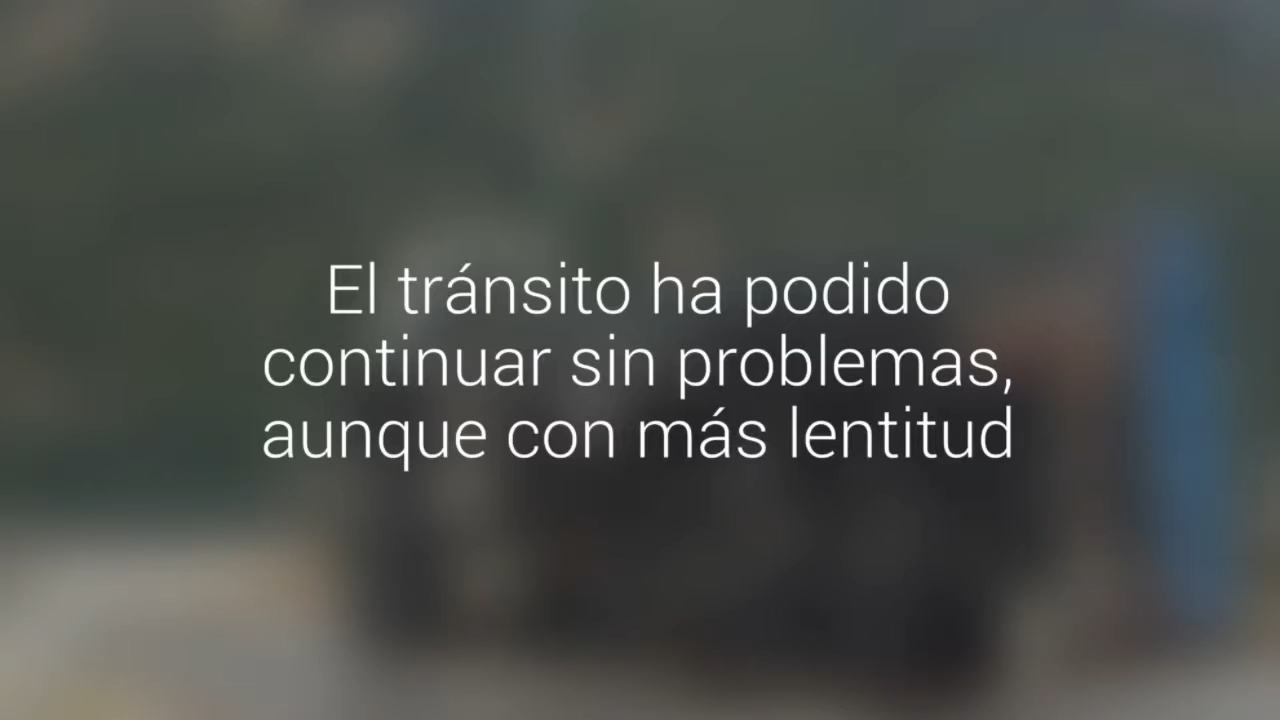 El tránsito ha podido
continuar sin problemas,
aunque con más lentitud